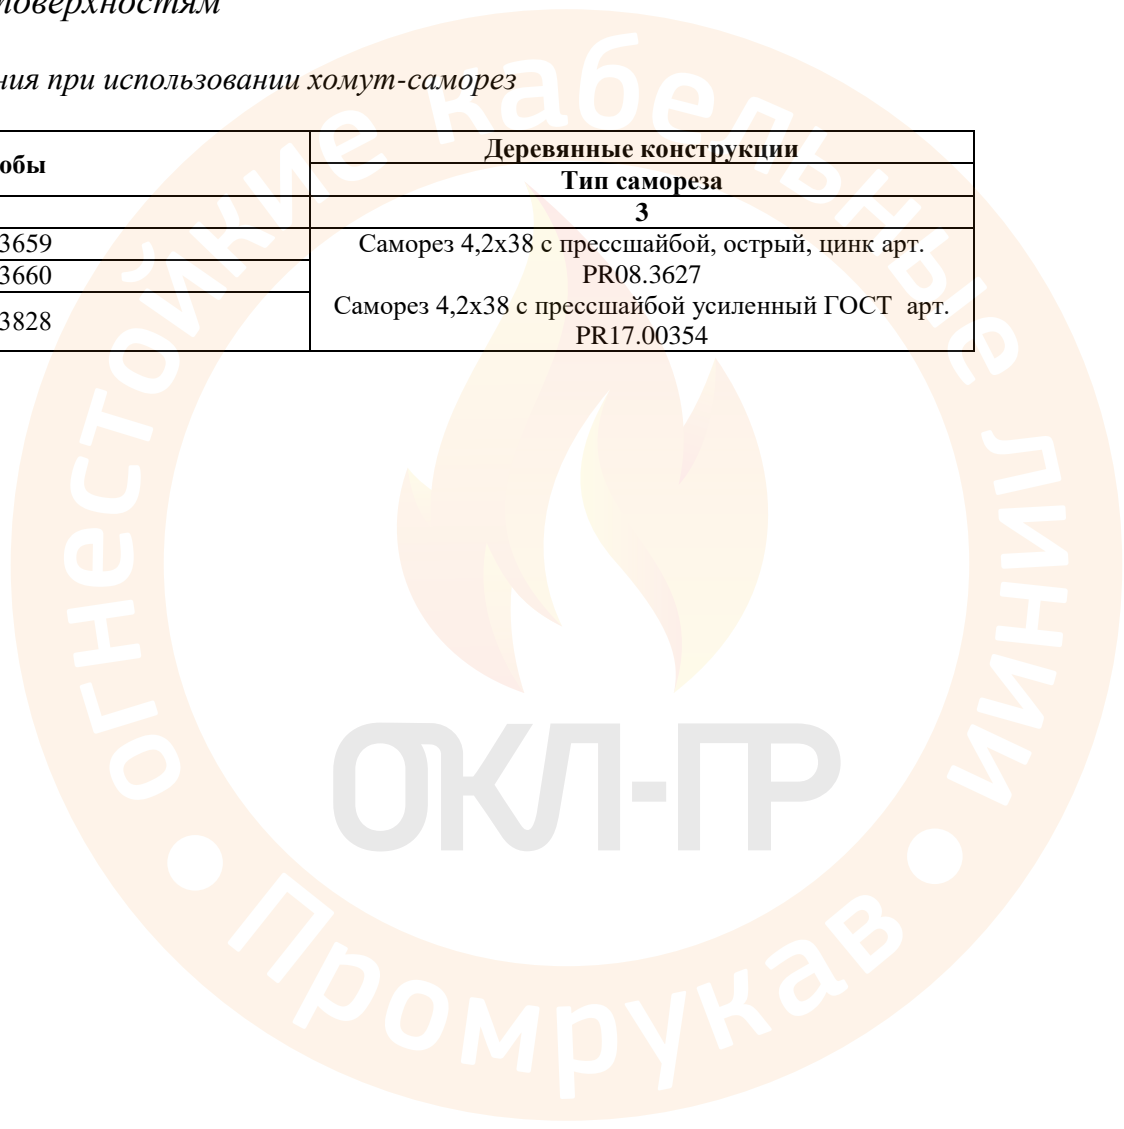 поверхностям
ния при использовании хомут-саморез
обы
Деревянные конструкции
Тип самореза
3
3659
3660
3828
Саморез 4,2х38 с прессшайбой, острый, цинк арт.
PR08.3627
Саморез 4,2х38 с прессшайбой усиленный ГОСТ арт.
PR17.00354
огнестойкие кабельные линии
ОКЛ-ПР
Промрукав